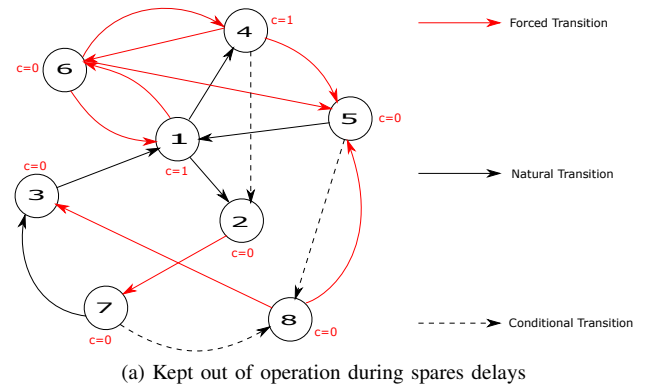 c=1
4
Forced Transition
6
c=0
5
c=0
1
c=1
c=0
3
Natural Transition
2
c=0
7
c=0
8
c=0
Conditional Transition
(a) Kept out of operation during spares delays